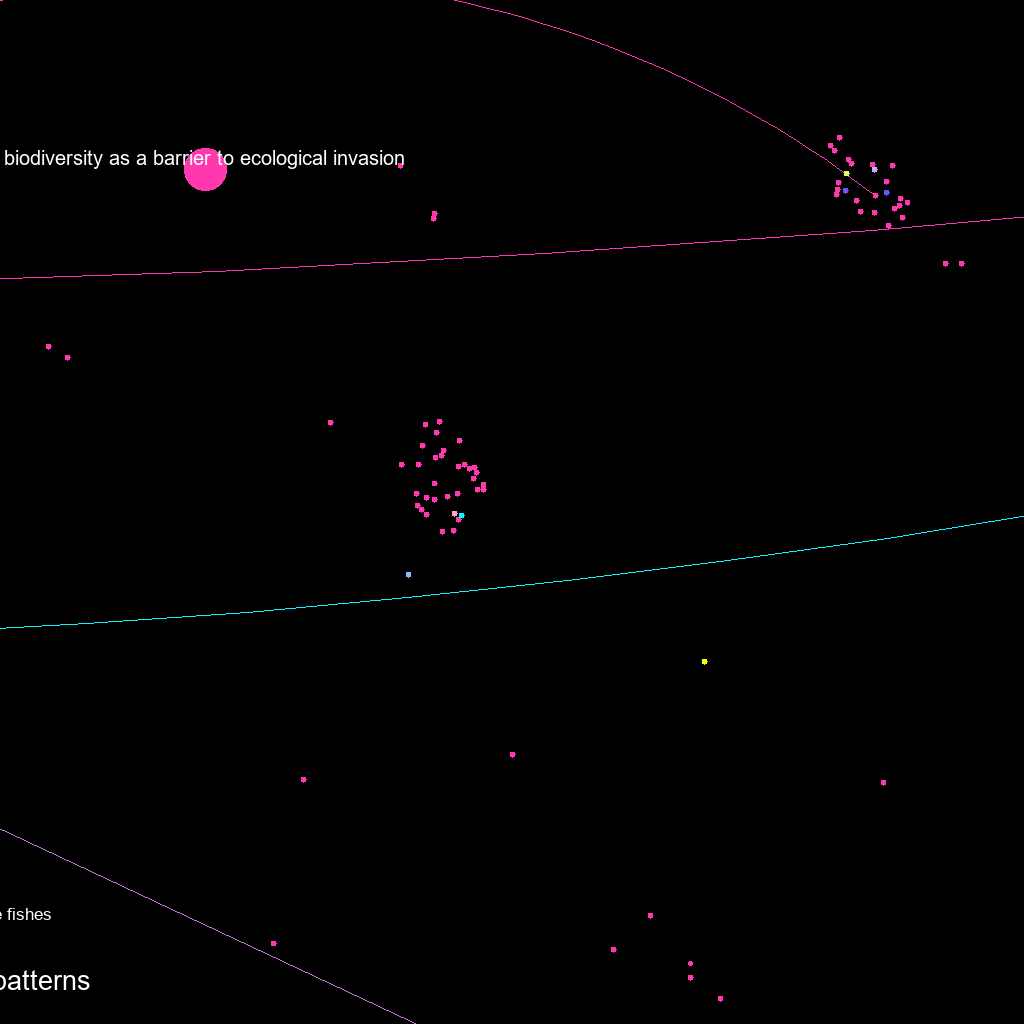 biodiversity as a barrier to ecological invasion
fishes
patterns